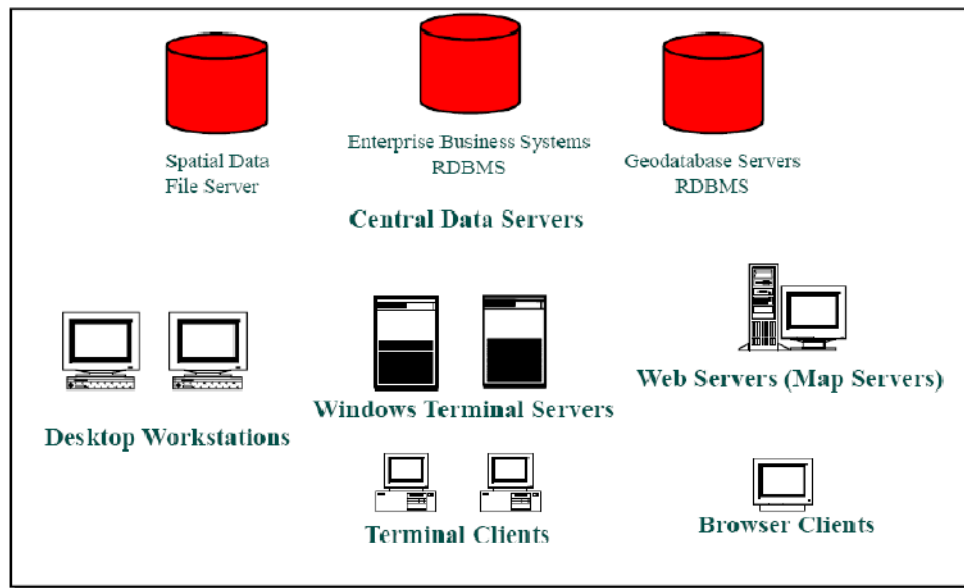 Spatial Data
File Server
Enterprise Business Systems
RDBMS
Geodatabase Servers
RDBMS
Central Data Servers
Desktop Workstations
Windows Terminal Servers
Web Servers (Map Servers)
Terminal Clients
Browser Clients